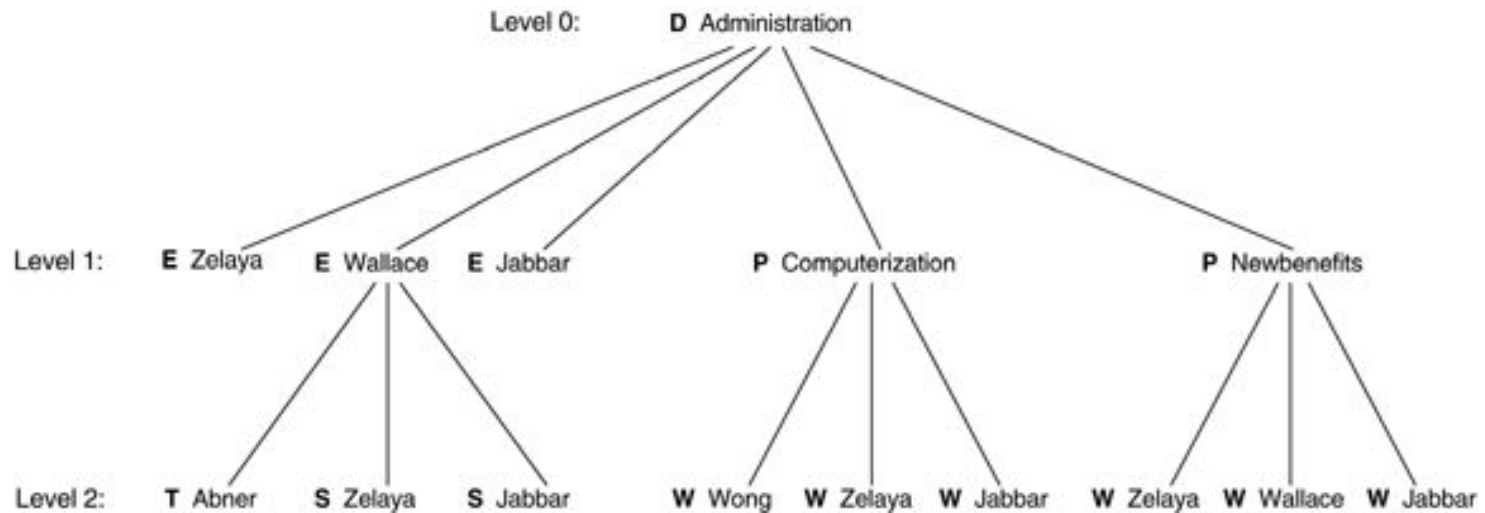 Level 0: D Administration
Level 1: E Zelaya E Wallace E Jabbar P Computerization P Newbenefits
Level 2: T Abner S Zelaya S Jabbar W Wong W Zelaya W Jabbar W Zelaya W Wallace W Jabbar